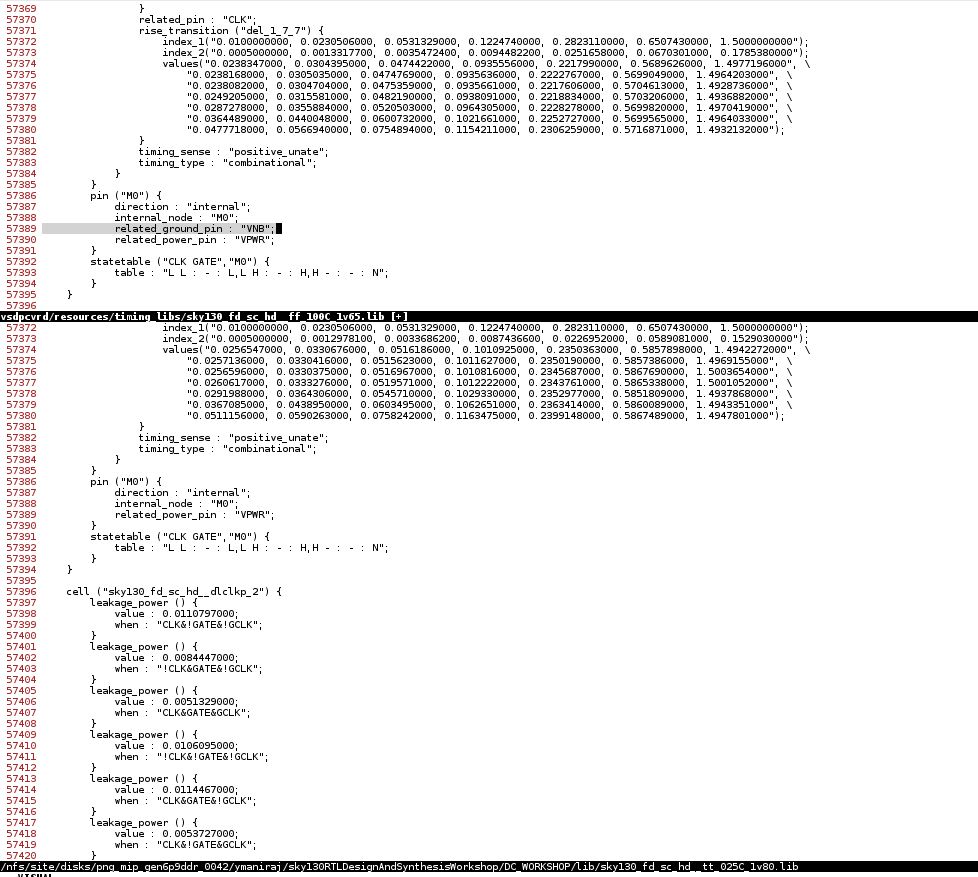 57369                 }
57370                 related_pin : "CLK";
57371                 rise_transition ("del_1_7_7") {
57372                     index_1("0.0100000000, 0.0230506000, 0.0531329000, 0.1224740000, 0.2823110000, 0.6507430000, 1.5000000000");
57373                     index_2("0.0005000000, 0.0013317700, 0.0035472400, 0.0094482200, 0.0251658000, 0.0670301000, 0.1785380000");
57374                     values("0.0238347000, 0.0304395000, 0.0474422000, 0.0935556000, 0.2217990000, 0.5689626000, 1.4977196000", \
57375                         "0.0238168000, 0.0305035000, 0.0474769000, 0.0935636000, 0.2222767000, 0.5699049000, 1.4964203000", \
57376                         "0.0238082000, 0.0304704000, 0.0475359000, 0.0935661000, 0.2217606000, 0.5704613000, 1.4928736000", \
57377                         "0.0249205000, 0.0315581000, 0.0482190000, 0.0938091000, 0.2218834000, 0.5703206000, 1.4936882000", \
57378                         "0.0287278000, 0.0355884000, 0.0520503000, 0.0964305000, 0.2228278000, 0.5699820000, 1.4970419000", \
57379                         "0.0364489000, 0.0440048000, 0.0600732000, 0.1021661000, 0.2252727000, 0.5699565000, 1.4964033000", \
57380                         "0.0477718000, 0.0566940000, 0.0754894000, 0.1154211000, 0.2306259000, 0.5716871000, 1.4932132000");
57381                 }
57382                 timing_sense : "positive_unate";
57383                 timing_type : "combinational";
57384             }
57385         }
57386         pin ("M0") {
57387             direction : "internal";
57388             internal_node : "M0";
57389             related_ground_pin : "VNB";
57390             related_power_pin : "VPWR";
57391         }
57392         statetable ("CLK GATE","M0") {
57393             table : "L L : - : L,L H : - : H,H - : - : N";
57394         }
57395     }
57396
vsdpcvrd/resources/timing_libs/sky130_fd_sc_hd__ff_100C_1v65.lib [+]
57372                     index_1("0.0100000000, 0.0230506000, 0.0531329000, 0.1224740000, 0.2823110000, 0.6507430000, 1.5000000000");
57373                     index_2("0.0005000000, 0.0012978100, 0.0033686200, 0.0087436600, 0.0226952000, 0.0589081000, 0.1529030000");
57374                     values("0.0256547000, 0.0330676000, 0.0516186000, 0.1010925000, 0.2350363000, 0.5857898000, 1.4942272000", \
57375                         "0.0257136000, 0.0330416000, 0.0515623000, 0.1011627000, 0.2350190000, 0.5857386000, 1.4969155000", \
57376                         "0.0256596000, 0.0330375000, 0.0516967000, 0.1010816000, 0.2345687000, 0.5867690000, 1.5003654000", \
57377                         "0.0260617000, 0.0333276000, 0.0519571000, 0.1012222000, 0.2343761000, 0.5865338000, 1.5001052000", \
57378                         "0.0291988000, 0.0364306000, 0.0545710000, 0.1029330000, 0.2352977000, 0.5851809000, 1.4937868000", \
57379                         "0.0367085000, 0.0438950000, 0.0603495000, 0.1062651000, 0.2363414000, 0.5860089000, 1.4943351000", \
57380                         "0.0511156000, 0.0590263000, 0.0758242000, 0.1163475000, 0.2399148000, 0.5867489000, 1.4947801000");
57381                 }
57382                 timing_sense : "positive_unate";
57383                 timing_type : "combinational";
57384             }
57385         }
57386         pin ("M0") {
57387             direction : "internal";
57388             internal_node : "M0";
57389             related_power_pin : "VPWR";
57390         }
57391         statetable ("CLK GATE","M0") {
57392             table : "L L : - : L,L H : - : H,H - : - : N";
57393         }
57394     }
57395
57396     cell ("sky130_fd_sc_hd__dlclkp_2") {
57397         leakage_power () {
57398             value : 0.0110797000;
57399             when : "CLK&!GATE&!GCLK";
57400         }
57401         leakage_power () {
57402             value : 0.0084447000;
57403             when : "!CLK&GATE&!GCLK";
57404         }
57405         leakage_power () {
57406             value : 0.0051329000;
57407             when : "CLK&GATE&GCLK";
57408         }
57409         leakage_power () {
57410             value : 0.0106095000;
57411             when : "!CLK&!GATE&!GCLK";
57412         }
57413         leakage_power () {
57414             value : 0.0114467000;
57415             when : "CLK&GATE&!GCLK";
57416         }
57417         leakage_power () {
57418             value : 0.0053727000;
57419             when : "CLK&!GATE&GCLK";
57420         }
/nfs/site/disks/png_mip_gen6p9ddr_0042/ymaniraj/sky130RTLDesignAndSynthesisWorkshop/DC_WORKSHOP/lib/sky130_fd_sc_hd__tt_025C_1v80.lib
-- VISUAL --